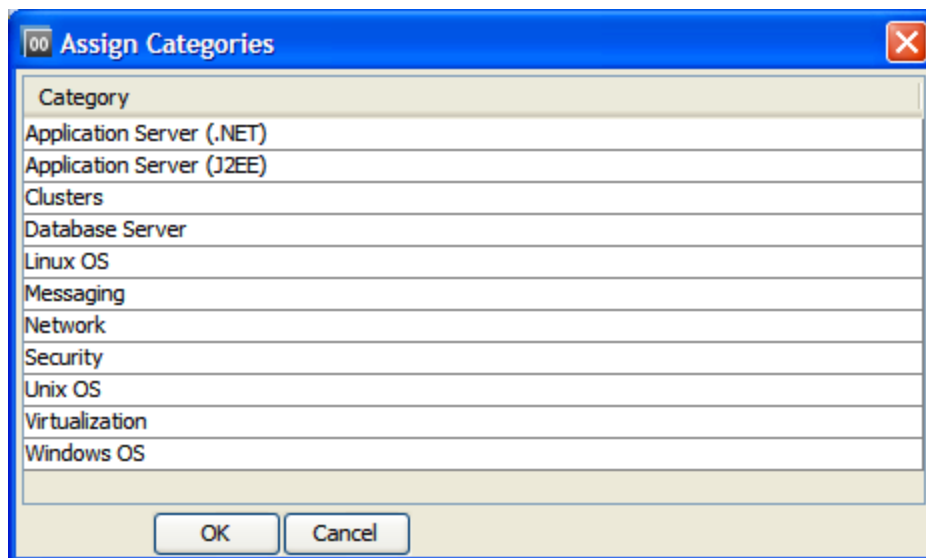 00 Assign Categories
Category
Application Server (.NET)
Application Server (J2EE)
Clusters
Database Server
Linux OS
Messaging
Network
Security
Unix OS
Virtualization
Windows OS
OK Cancel